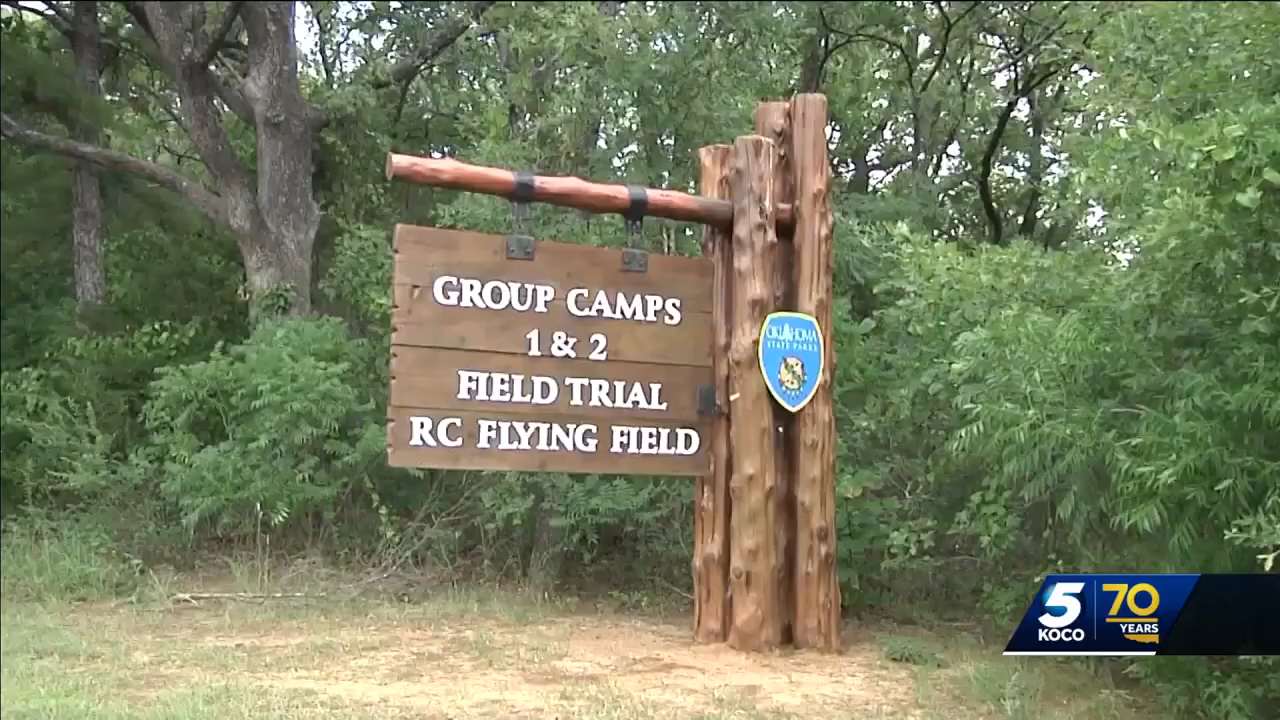 GROUP CAMPS
1 & 2
FIELD TRIAL
RC FLYING FIELD
OKLAHOMA
STATE PARKS
5
KOCO
70
YEARS